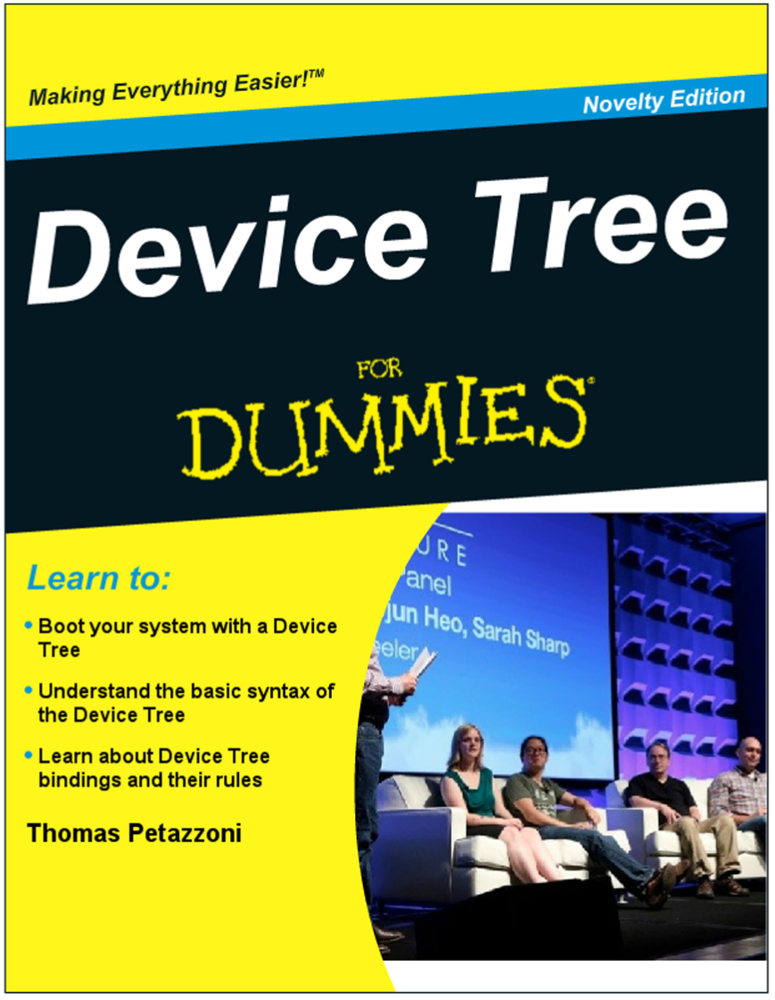 Making Everything Easier!™
Novelty Edition
Device Tree
FOR
DUMMIES®
Learn to:
• Boot your system with a Device
Tree
• Understand the basic syntax of
the Device Tree
• Learn about Device Tree
bindings and their rules
Thomas Petazzoni
URE
Panel
jun Heo, Sarah Sharp
eeler